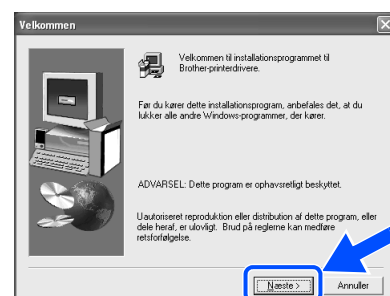 Velkommen
Velkommen til installationsprogrammet til
Brother-printerdrivere.
Før du kører dette installationsprogram, anbefales det, at du
lukker alle andre Windows-programmer, der kører.
ADVARSEL: Dette program er ophavsretligt beskyttet.
Uautoriseret reproduktion eller distribution af dette program, eller
dele heraf, er ulovligt. Brud på reglerne kan medføre
retsforfølgelse.
Næste >
Annuller